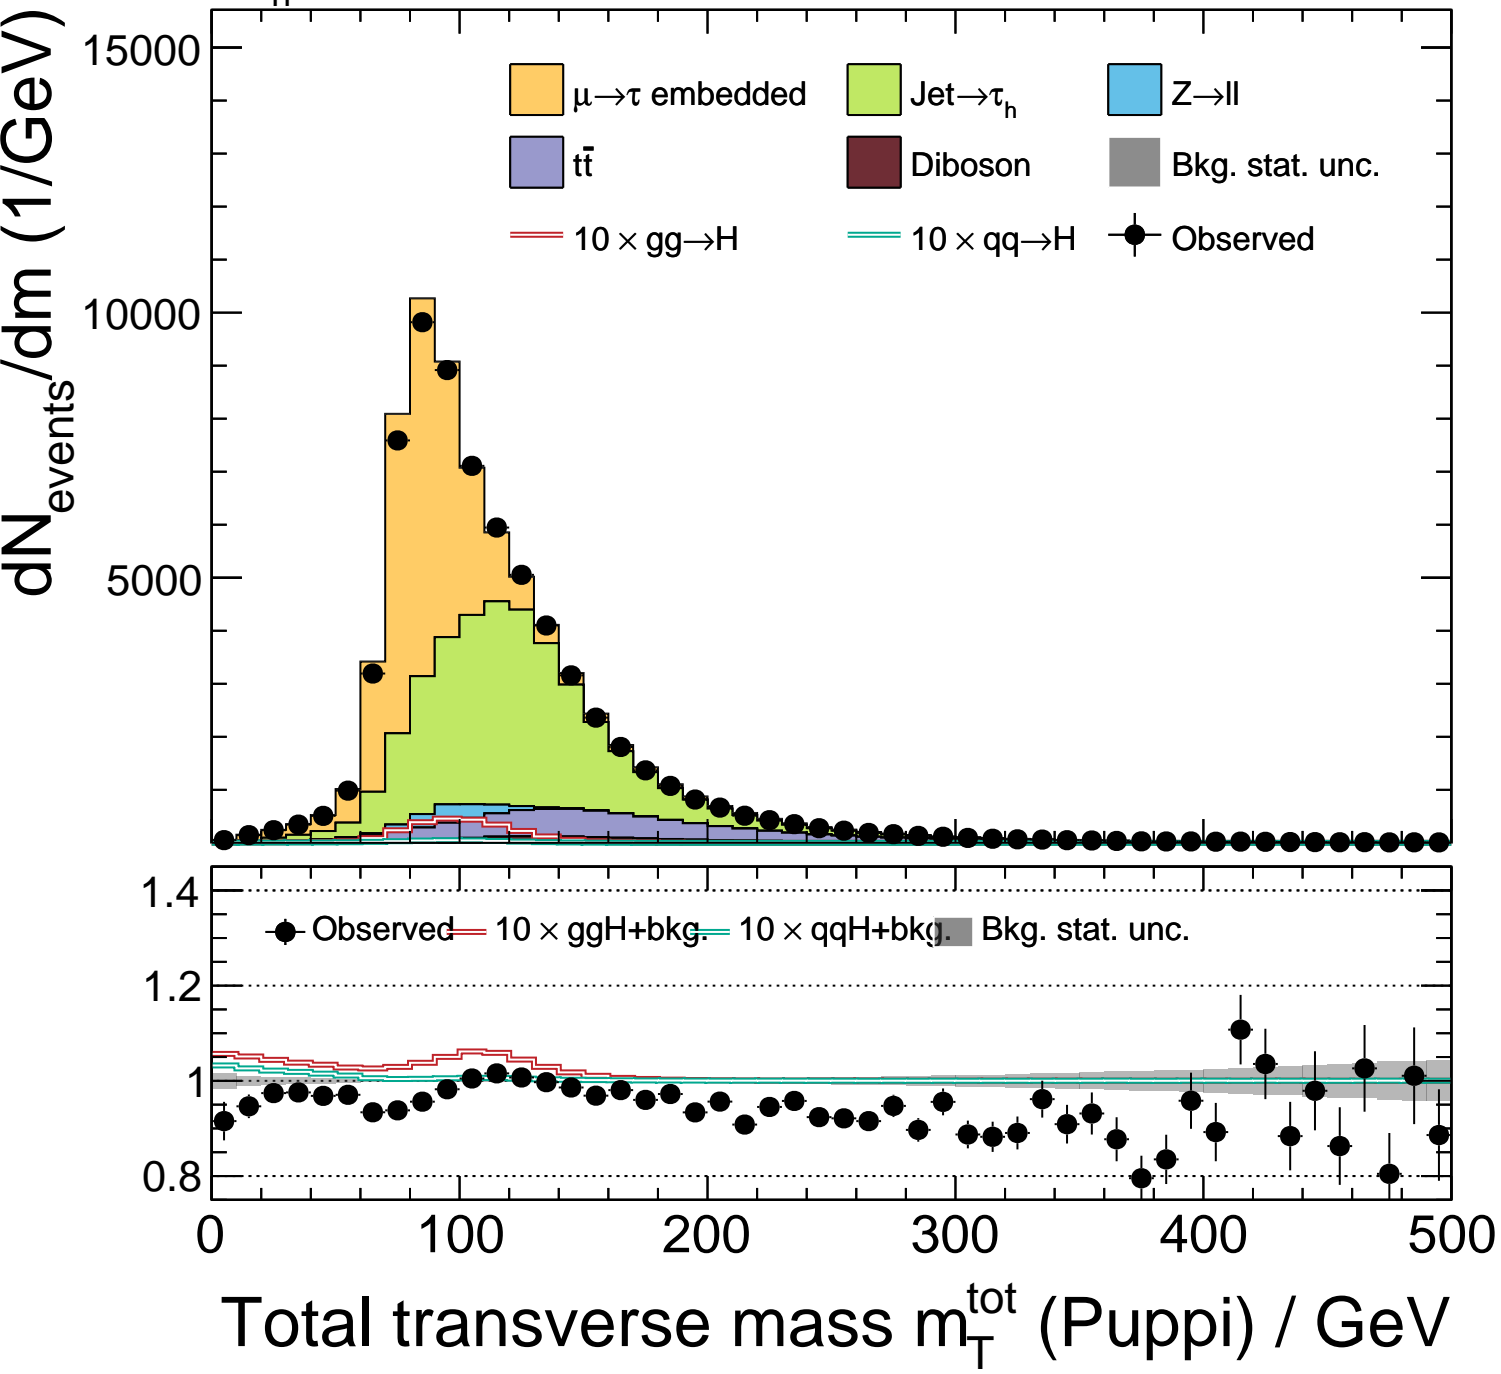 15000
10000
5000
dN_events/dm (1/GeV)
μ→τ embedded Jet→τ_h Z→ll
tt̄ Diboson Bkg. stat. unc.
10 × gg→H 10 × qq→H Observed
1.4
1.2
1
0.8
Observed 10 × ggH+bkg. 10 × qqH+bkg. Bkg. stat. unc.
0 100 200 300 400 500
Total transverse mass m_T^tot (Puppi) / GeV